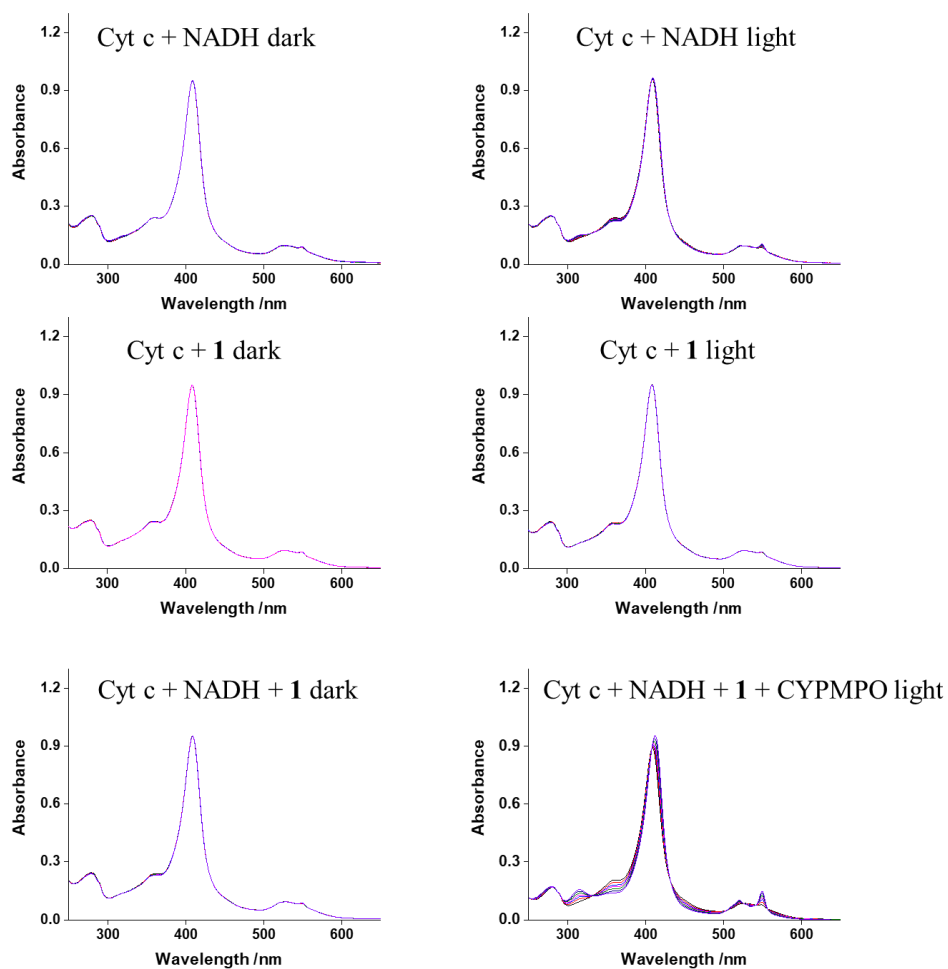 Cyt c + NADH dark
1.2
0.9
0.6
0.3
0.0
Absorbance
300 400 500 600
Wavelength /nm
Cyt c + NADH light
1.2
0.9
0.6
0.3
0.0
Absorbance
300 400 500 600
Wavelength /nm
Cyt c + 1 dark
1.2
0.9
0.6
0.3
0.0
Absorbance
300 400 500 600
Wavelength /nm
Cyt c + 1 light
1.2
0.9
0.6
0.3
0.0
Absorbance
300 400 500 600
Wavelength /nm
Cyt c + NADH + 1 dark
1.2
0.9
0.6
0.3
0.0
Absorbance
300 400 500 600
Wavelength /nm
Cyt c + NADH + 1 + CYPMPO light
1.2
0.9
0.6
0.3
0.0
Absorbance
300 400 500 600
Wavelength /nm